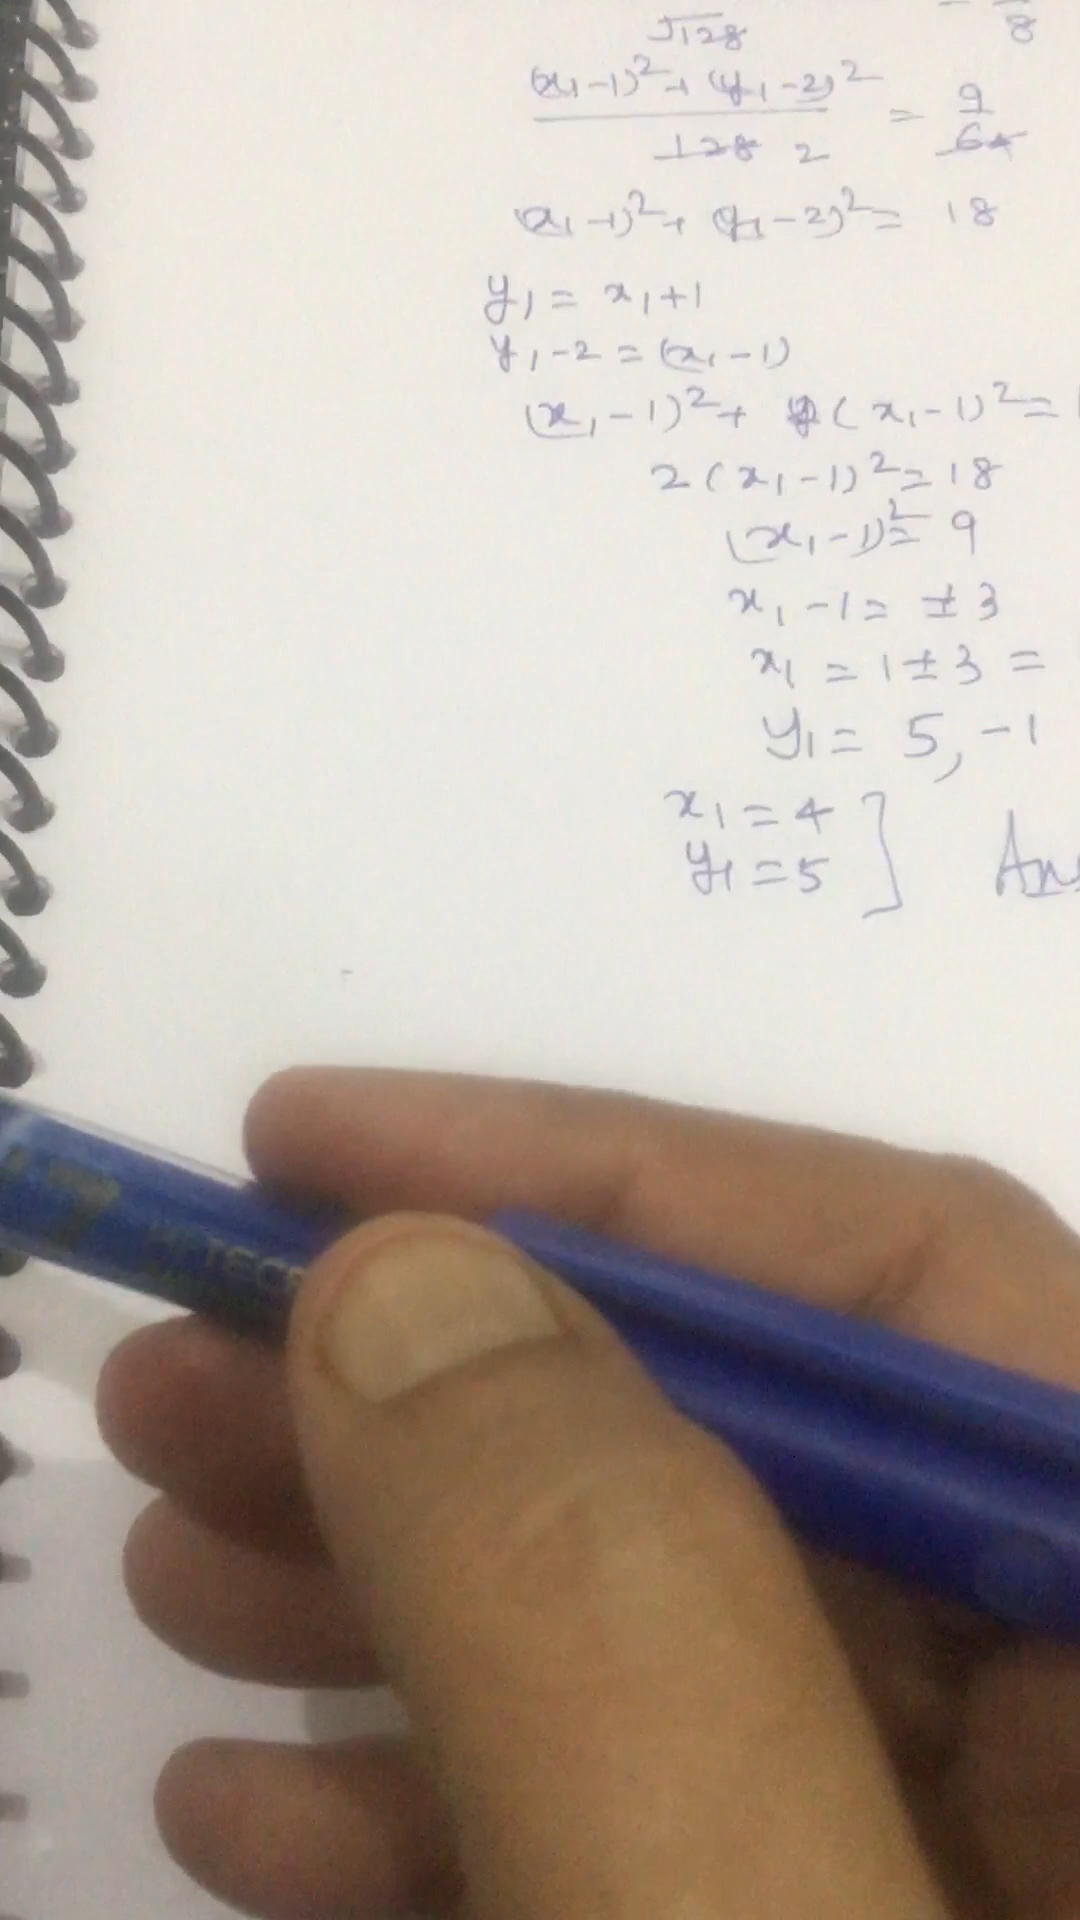 √128
8
(x₁-1)²+(y₁-2)² = 9
128 2 64
(x₁-1)²+(y₁-2)²= 18
y₁ = x₁+1
y₁-2 = (x₁-1)
(x₁-1)²+ (x₁-1)²=
2(x₁-1)²=18
(x₁-1)²= 9
x₁-1= ±3
x₁ = 1±3 =
y₁= 5,-1
x₁=4
y₁=5 ] Ans